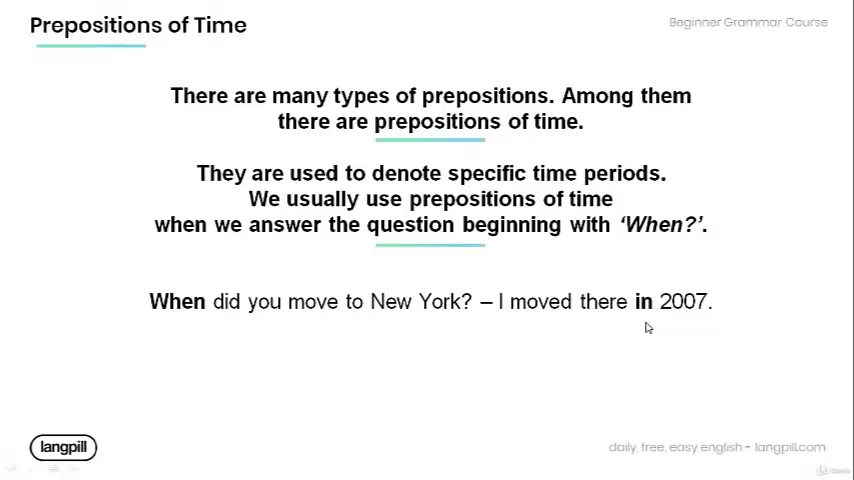 Prepositions of Time
Beginner Grammar Course
There are many types of prepositions. Among them
there are prepositions of time.
They are used to denote specific time periods.
We usually use prepositions of time
when we answer the question beginning with ‘When?’.
When did you move to New York? – I moved there in 2007.
langpill
daily, free, easy english - langpill.com